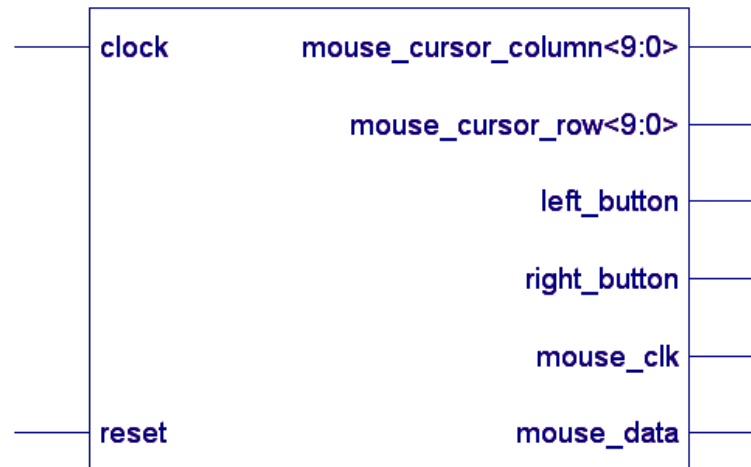 clock mouse_cursor_column<9:0>
mouse_cursor_row<9:0>
left_button
right_button
mouse_clk
reset mouse_data